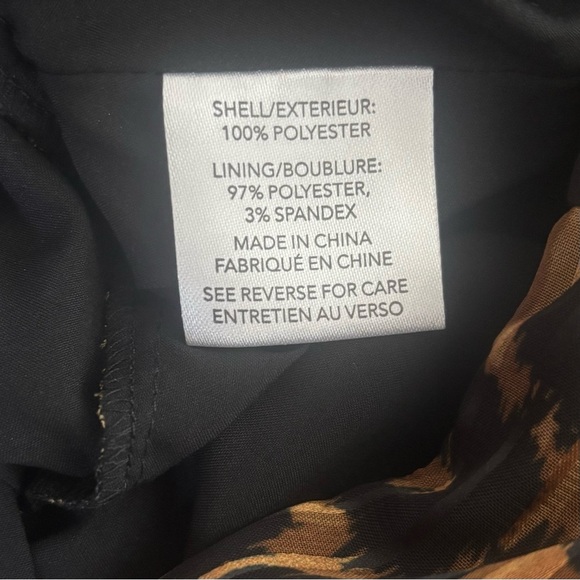 SHELL/EXTERIEUR:
100% POLYESTER
LINING/BOUBLURE:
97% POLYESTER,
3% SPANDEX
MADE IN CHINA
FABRIQUÉ EN CHINE
SEE REVERSE FOR CARE
ENTRETIEN AU VERSO